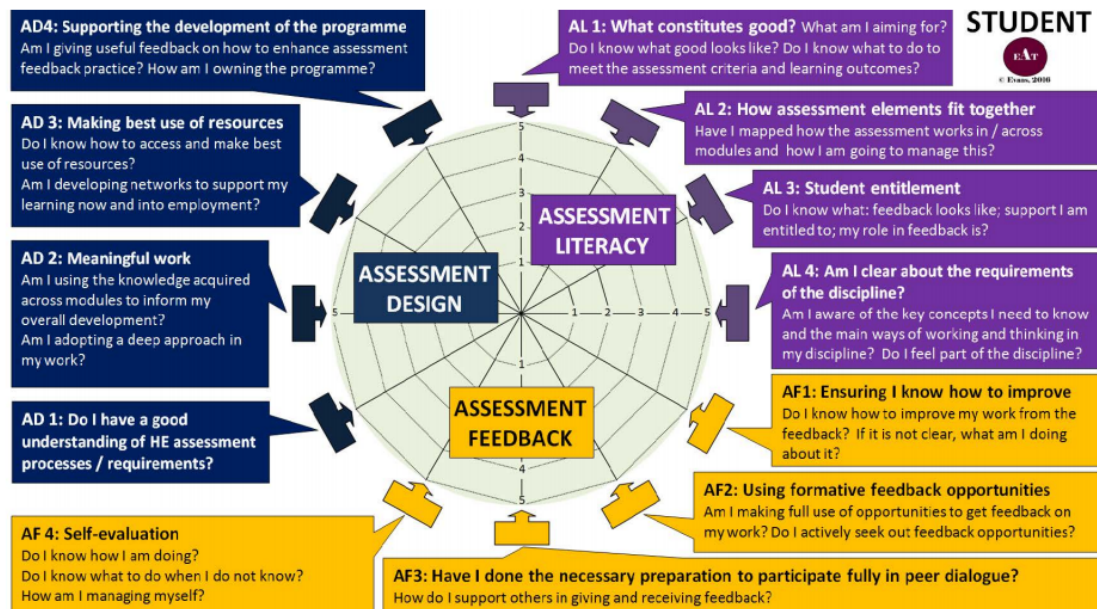 AD4: Supporting the development of the programme
Am I giving useful feedback on how to enhance assessment
feedback practice? How am I owning the programme?
AL 1: What constitutes good? What am I aiming for?
Do I know what good looks like? Do I know what to do to
meet the assessment criteria and learning outcomes?
STUDENT
EAT
© Evans, 2016
AD 3: Making best use of resources
Do I know how to access and make best
use of resources?
Am I developing networks to support my
learning now and into employment?
AL 2: How assessment elements fit together
Have I mapped how the assessment works in / across
modules and how I am going to manage this?
AL 3: Student entitlement
Do I know what: feedback looks like; support I am
entitled to; my role in feedback is?
AD 2: Meaningful work
Am I using the knowledge acquired
across modules to inform my
overall development?
Am I adopting a deep approach in
my work?
AL 4: Am I clear about the requirements
of the discipline?
Am I aware of the key concepts I need to know
and the main ways of working and thinking in
my discipline? Do I feel part of the discipline?
AD 1: Do I have a good
understanding of HE assessment
processes / requirements?
AF1: Ensuring I know how to improve
Do I know how to improve my work from the
feedback? If it is not clear, what am I doing
about it?
AF2: Using formative feedback opportunities
Am I making full use of opportunities to get feedback on
my work? Do I actively seek out feedback opportunities?
AF 4: Self-evaluation
Do I know how I am doing?
Do I know what to do when I do not know?
How am I managing myself?
AF3: Have I done the necessary preparation to participate fully in peer dialogue?
How do I support others in giving and receiving feedback?
5
4
3
2
1
ASSESSMENT
LITERACY
ASSESSMENT
DESIGN
5
1
2
3
4
5
1
ASSESSMENT
FEEDBACK
4
5